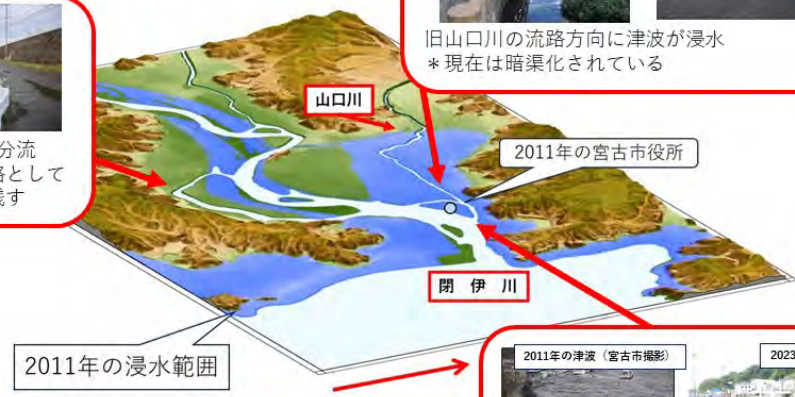 旧山口川の流路方向に津波が浸水
＊現在は暗渠化されている
山口川
分流
路として
残す
2011年の宮古市役所
閉 伊 川
2011年の浸水範囲
2011年の津波（宮古市撮影）
2023